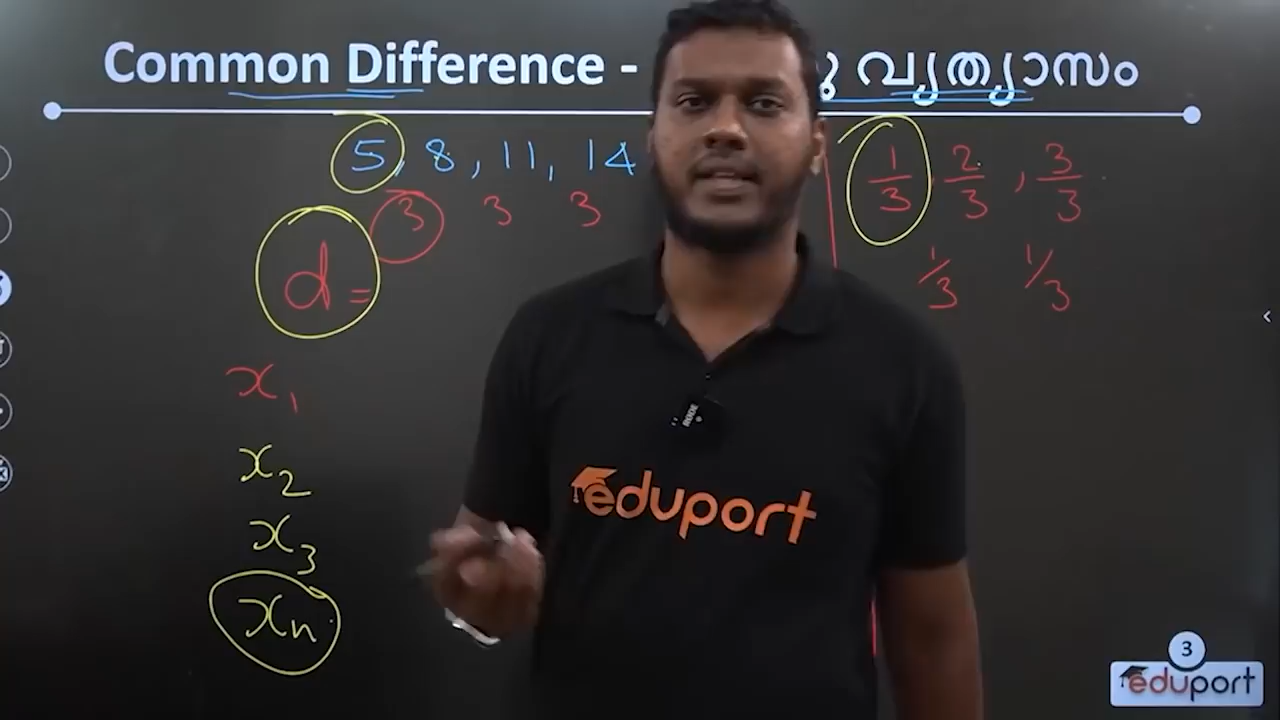 Common Difference - വ്യത്യാസം
5, 8, 11, 14
3 3 3
d =
1/3, 2/3, 3/3
1/3 1/3
x₁
x₂
x₃
xₙ
eduport
3
eduport